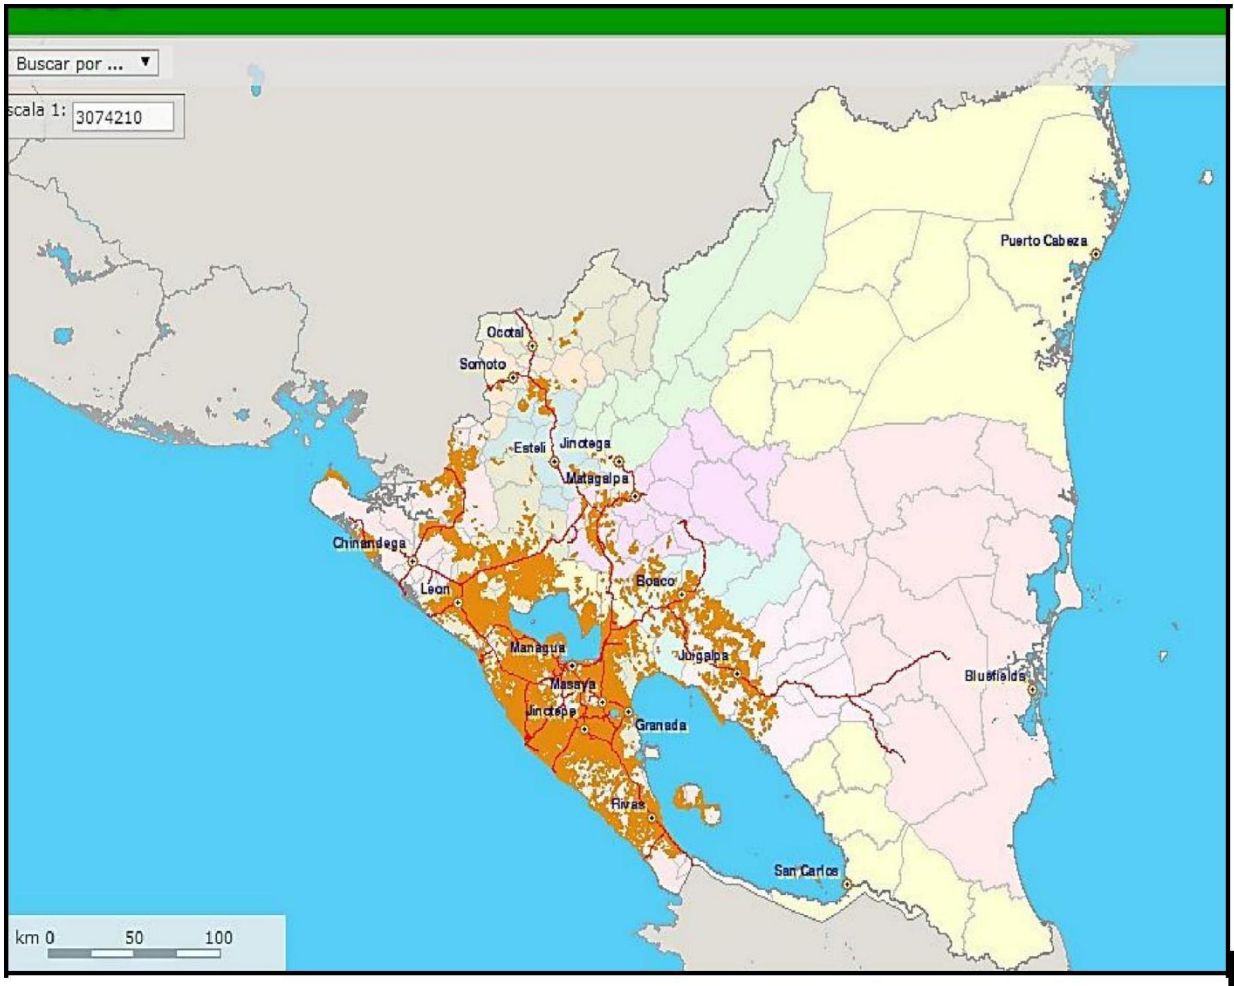 Buscar por ... ▼
scala 1: 3074210
Puerto Cabeza
Ocotal
Somoto
Esteli
Jinotega
Matagalpa
Chinandega
Leon
Boaco
Managua
Juigalpa
Masaya
Jinotepe
Bluefields
Granada
Rivas
San Carlos
km 0 50 100